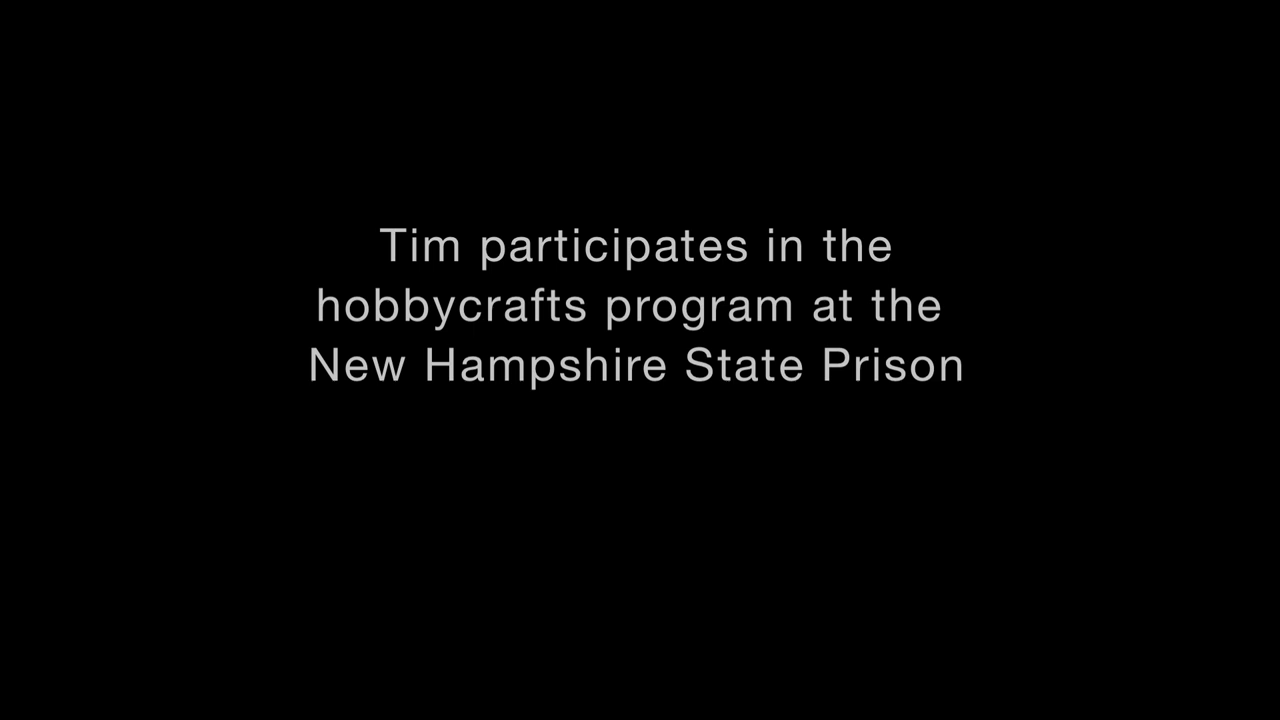 Tim participates in the
hobbycrafts program at the
New Hampshire State Prison